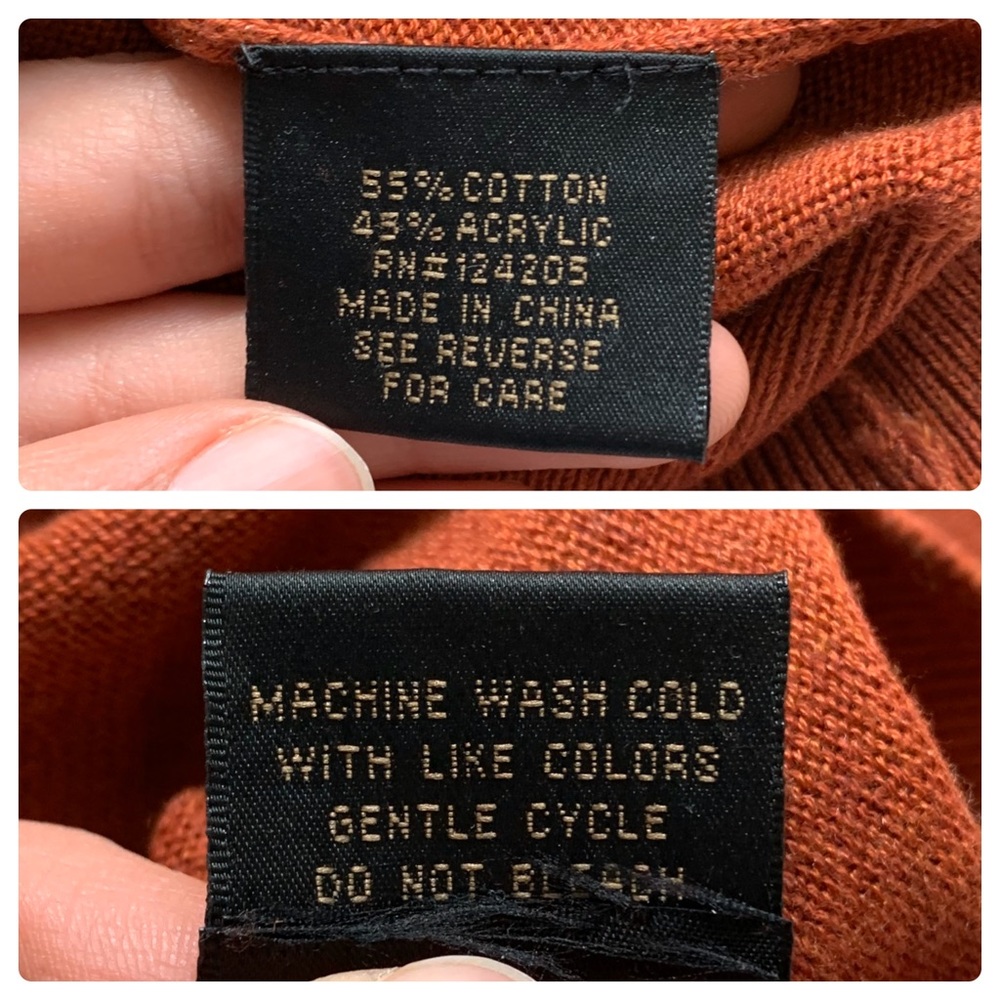 55% COTTON
45% ACRYLIC
RN#124205
MADE IN CHINA
SEE REVERSE
FOR CARE
MACHINE WASH COLD
WITH LIKE COLORS
GENTLE CYCLE
DO NOT BLEACH